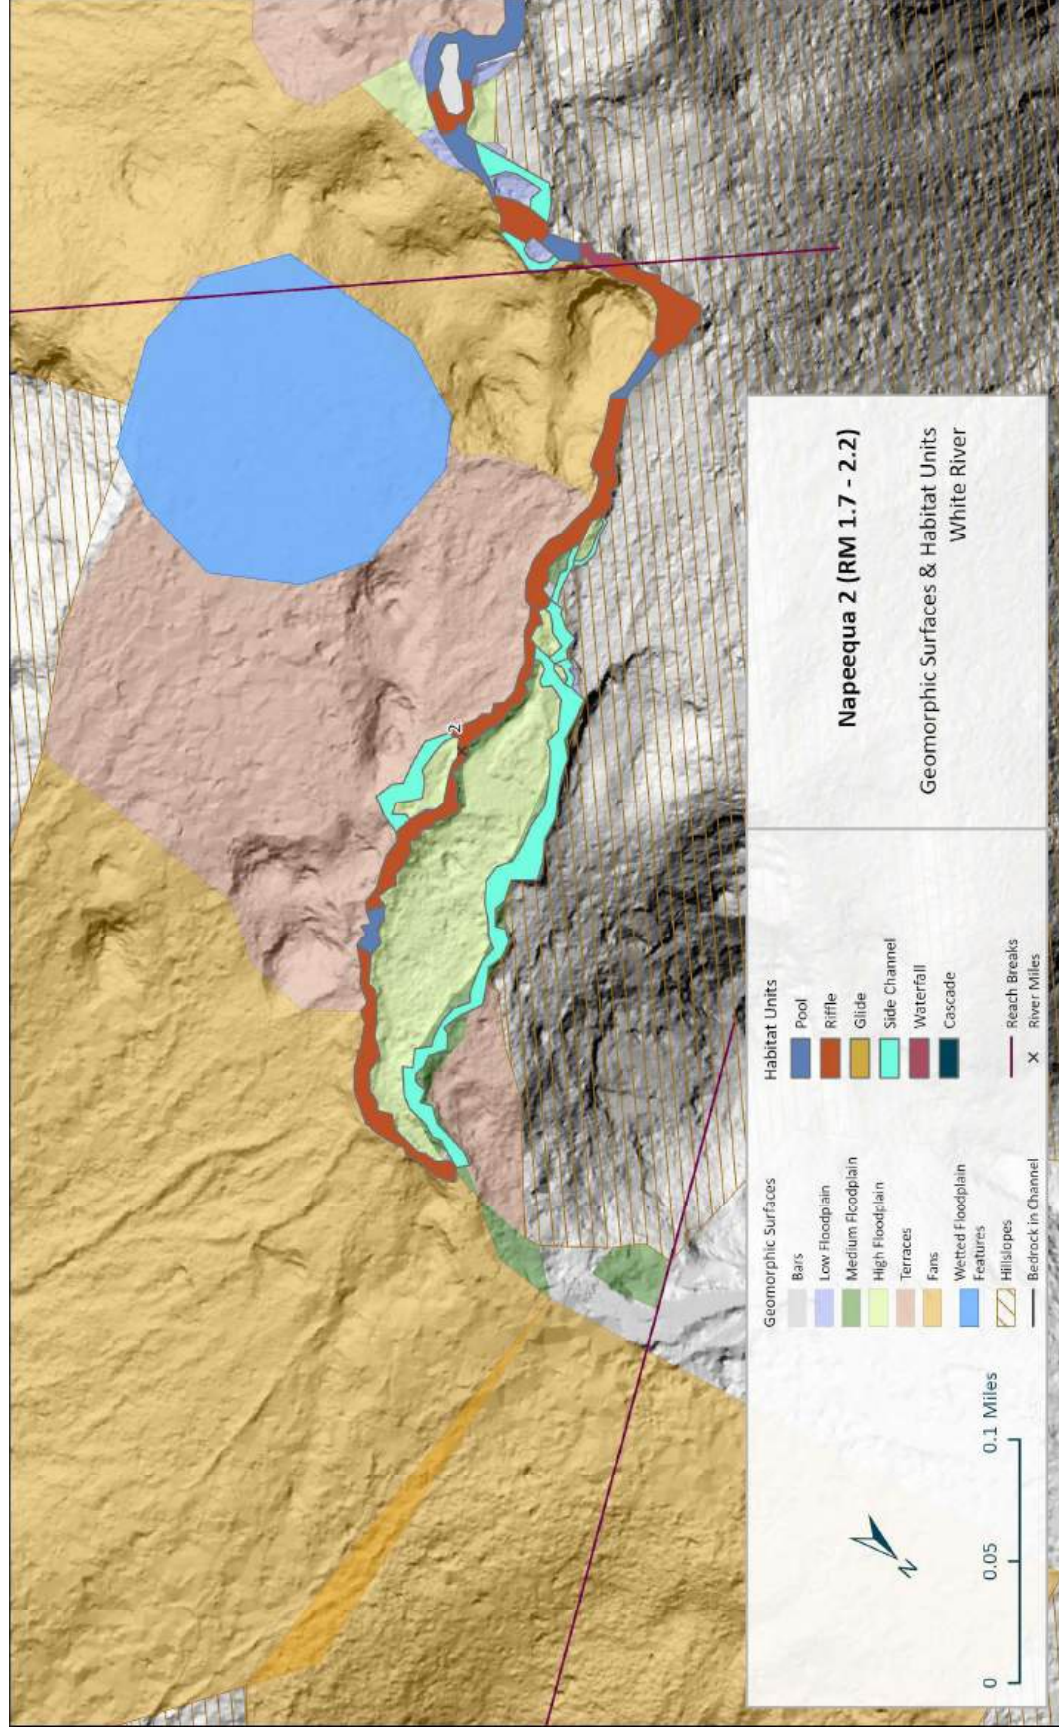 2
Napeequa 2 (RM 1.7 - 2.2)
Geomorphic Surfaces & Habitat Units
White River
Habitat Units
Pool
Riffle
Glide
Side Channel
Waterfall
Cascade
Reach Breaks
River Miles
Geomorphic Surfaces
Bars
Low Floodplain
Medium Floodplain
High Floodplain
Terraces
Fans
Wetted Floodplain
Features
Hillslopes
Bedrock in Channel
N
0
0.05
0.1 Miles